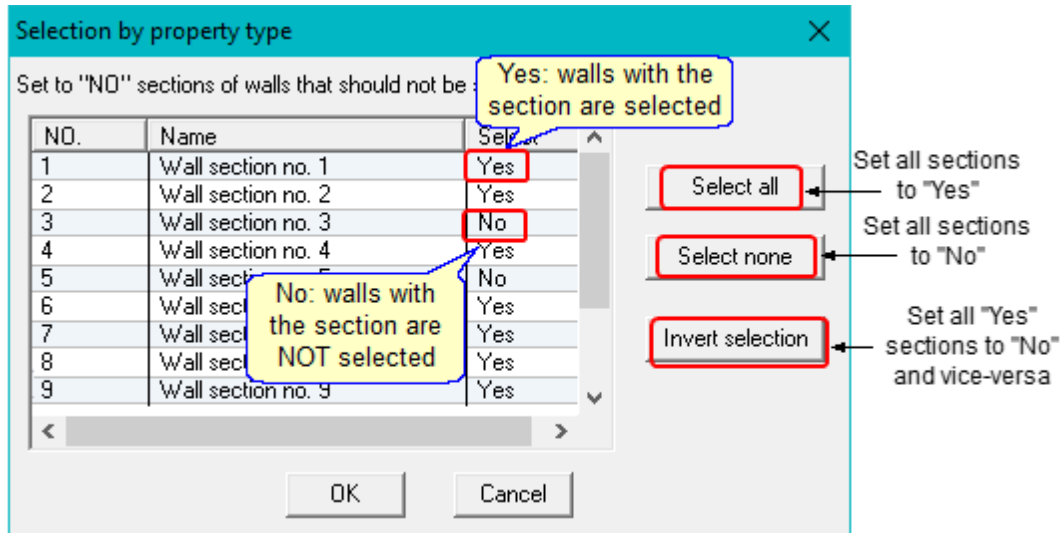 Selection by property type
Set to "NO" sections of walls that should not be
Yes: walls with the
section are selected
NO. Name Select
1 Wall section no. 1 Yes
2 Wall section no. 2 Yes
3 Wall section no. 3 No
4 Wall section no. 4 Yes
5 Wall No
6 Wall Yes
7 Wall Yes
8 Wall Yes
9 Wall section no. 9 Yes
No: walls with
the section are
NOT selected
Select all
Set all sections
to "Yes"
Select none
Set all sections
to "No"
Invert selection
Set all "Yes"
sections to "No"
and vice-versa
OK Cancel